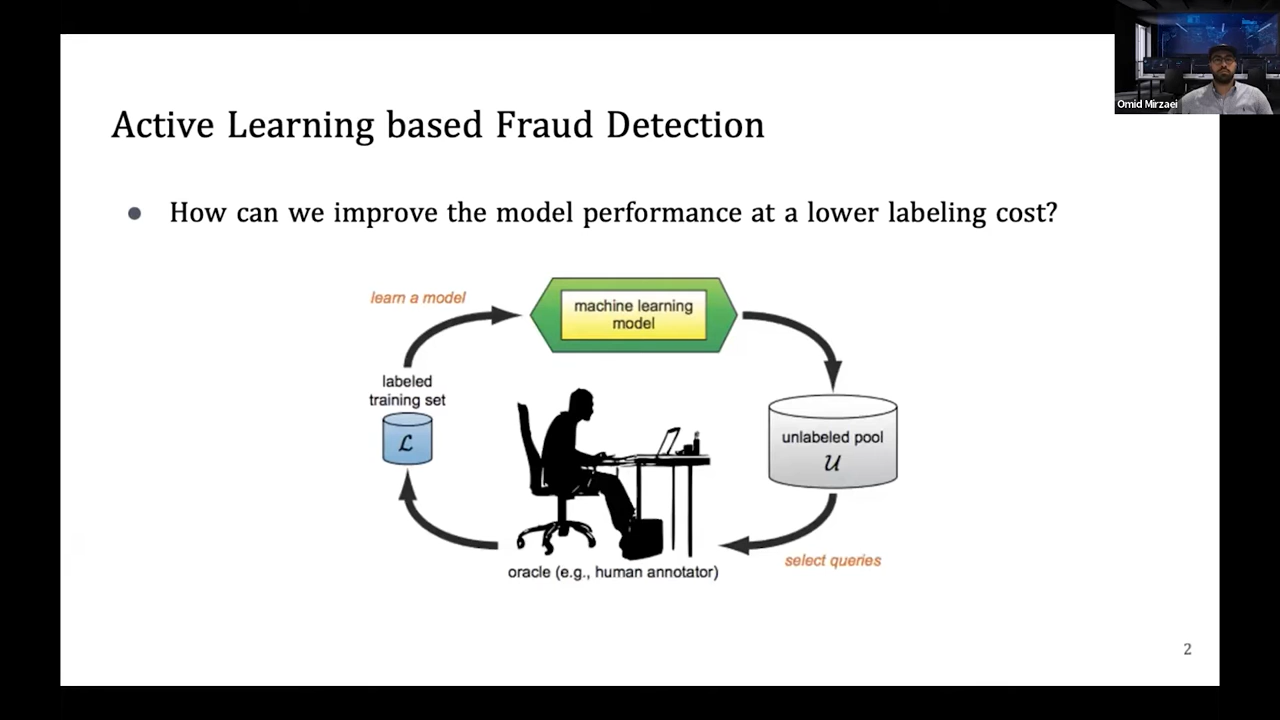 Omid Mirzaei
Active Learning based Fraud Detection
● How can we improve the model performance at a lower labeling cost?
learn a model
machine learning
model
labeled
training set
ℒ
unlabeled pool
𝒰
select queries
oracle (e.g., human annotator)
2